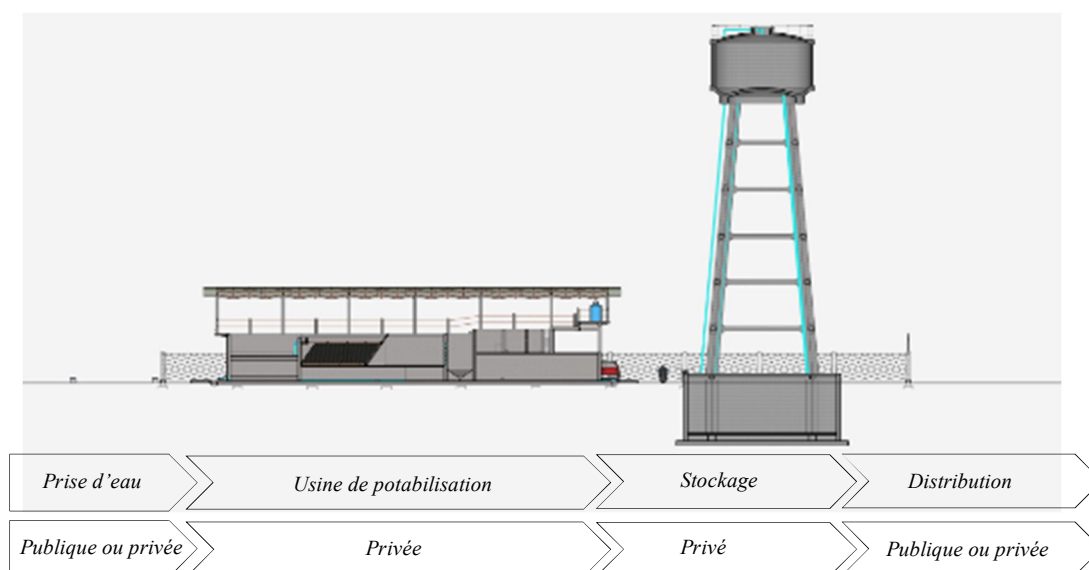 Prise d’eau
Usine de potabilisation
Stockage
Distribution
Publique ou privée
Privée
Privé
Publique ou privée